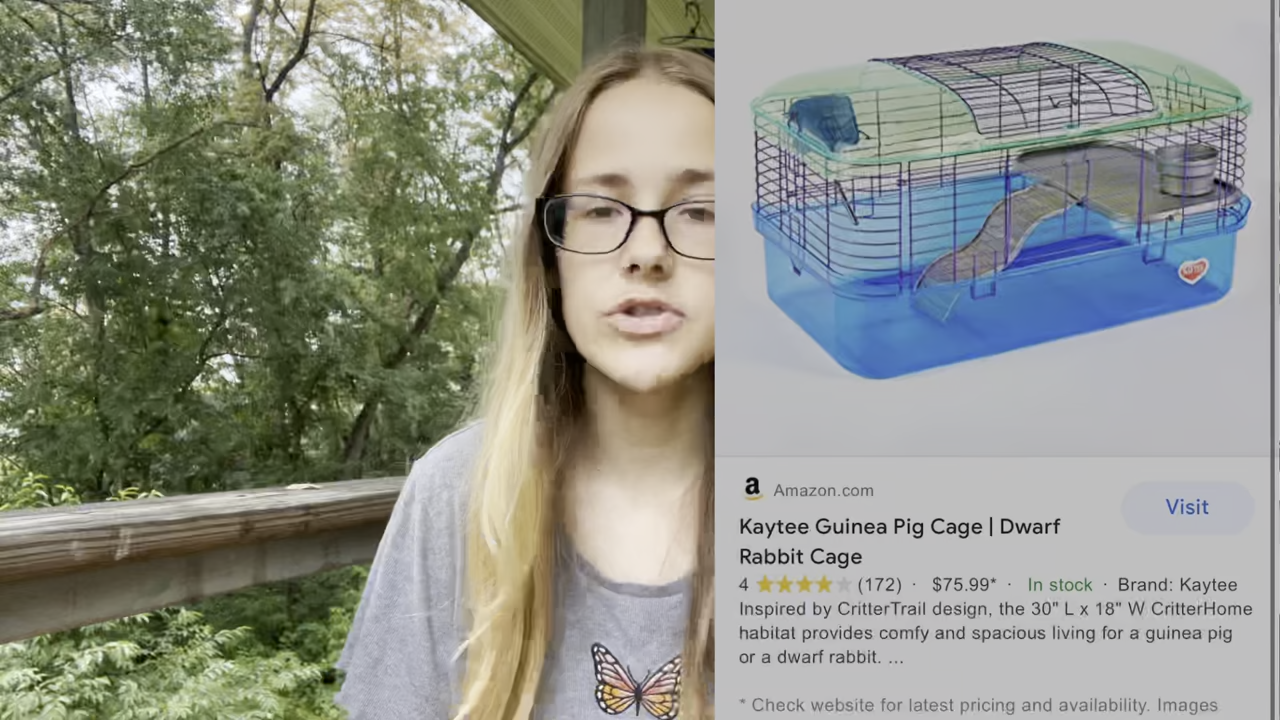 a Amazon.com
Visit
Kaytee Guinea Pig Cage | Dwarf
Rabbit Cage
4 ★★★★★ (172) · $75.99* · In stock · Brand: Kaytee
Inspired by CritterTrail design, the 30" L x 18" W CritterHome
habitat provides comfy and spacious living for a guinea pig
or a dwarf rabbit. ...
* Check website for latest pricing and availability. Images